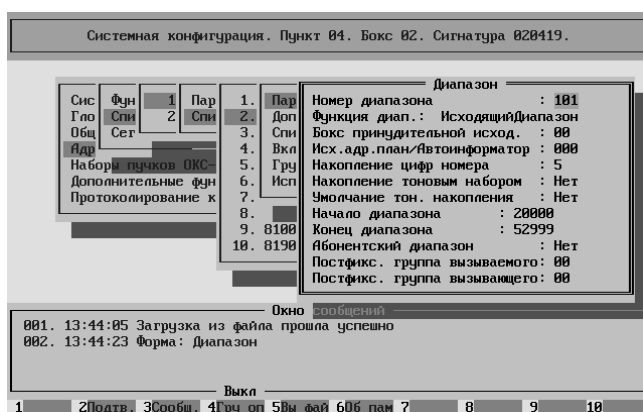 Системная конфигурация. Пункт 04. Бокс 02. Сигнатура 020419.
Диапазон
Сис Фун 1 Пар 1. Пар Номер диапазона : 101
Гло Спи 2 Спи 2. Доп Функция диап.: ИсходящийДиапазон
Общ Сег 3. Спи Бокс принудительной исход. : 00
Адр 4. Вкл Исх.адр.план/Автоинформатор : 000
Наборы пучков ОКС- 5. Гру Накопление цифр номера : 5
Дополнительные фун 6. Исп Накопление тоновым набором : Нет
Протоколирование к 7. Умолчание тон. накопления : Нет
8. Начало диапазона : 20000
9. 8100 Конец диапазона : 52999
10. 8190 Абонентский диапазон : Нет
Постфикс. группа вызываемого: 00
Постфикс. группа вызывающего: 00
Окно сообщений
001. 13:44:05 Загрузка из файла прошла успешно
002. 13:44:23 Форма: Диапазон
Выкл
1 2Подтв. 3Сообщ. 4Груч оп 5Вы фай 6Об пам 7 8 9 10